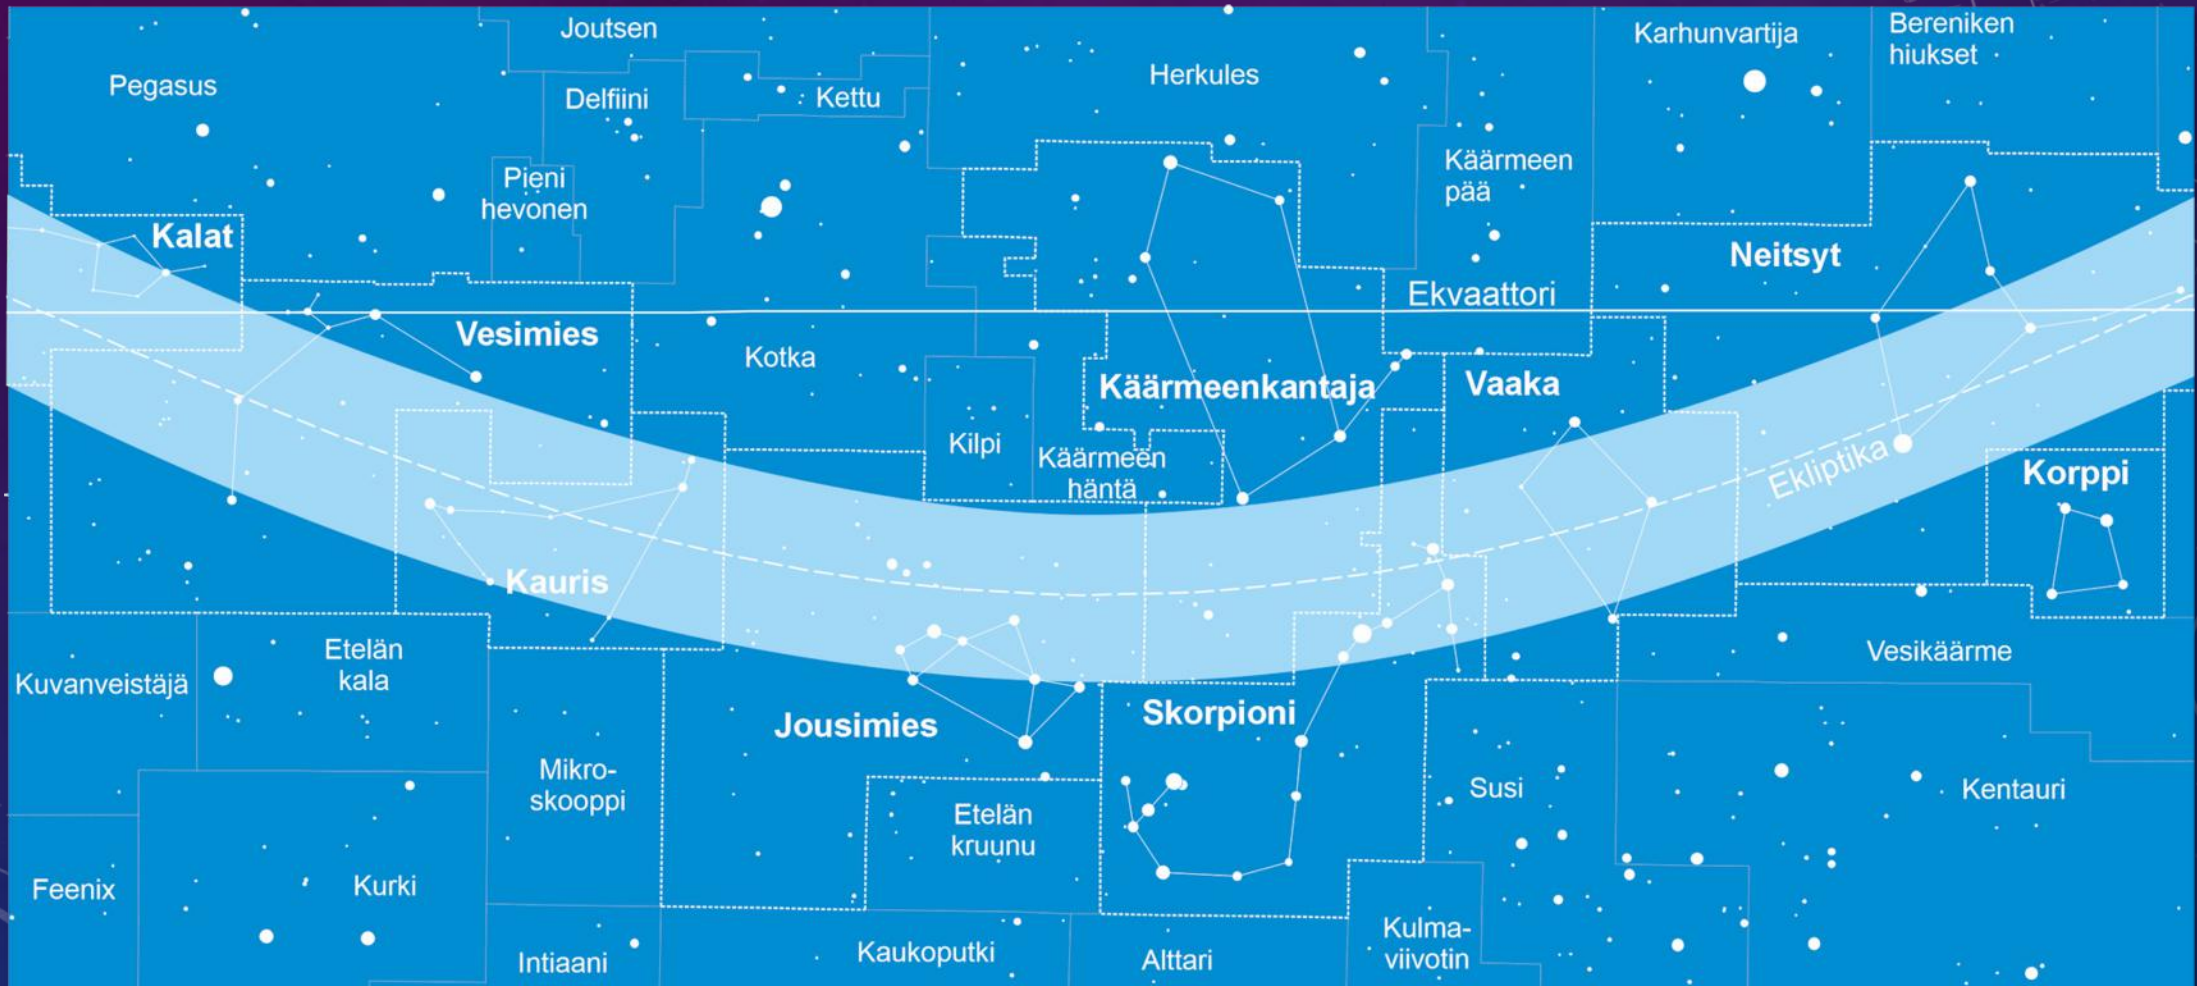 Joutsen
Karhunvartija
Bereniken
hiukset
Pegasus
Delfiini
Kettu
Herkules
Pieni
hevonen
Käärmeen
pää
Kalat
Neitsyt
Ekvaattori
Vesimies
Kotka
Käärmeenkantaja
Vaaka
Kilpi
Käärmeen
häntä
Ekliptika
Korppi
Kauris
Etelän
kala
Kuvanveistäjä
Vesikäärme
Jousimies
Skorpioni
Mikro-
skooppi
Susi
Kentauri
Etelän
kruunu
Feenix
Kurki
Intiaani
Kaukoputki
Alttari
Kulma-
viivotin